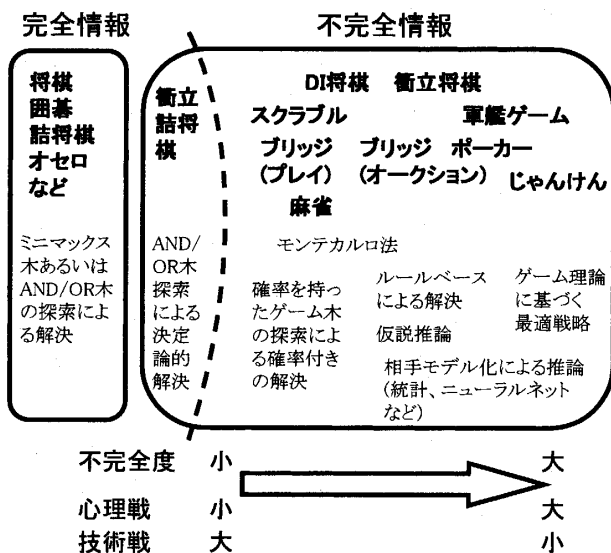 完全情報
不完全情報
将棋
囲碁
詰将棋
オセロ
など
ミニマックス
木あるいは
AND/OR木
の探索によ
る解決
衝立
詰将
棋
AND/
OR木
探索
による
決定
論的
解決
DI将棋 衝立将棋
スクラブル 軍艦ゲーム
ブリッジ ブリッジ ポーカー
(プレイ) (オークション) じゃんけん
麻雀
モンテカルロ法
確率を持っ
たゲーム木
の探索によ
る確率付き
の解決
ルールベース
による解決
仮説推論
ゲーム理論
に基づく
最適戦略
相手モデル化による推論
(統計、ニューラルネット
など)
不完全度 小 大
心理戦 小 大
技術戦 大 小